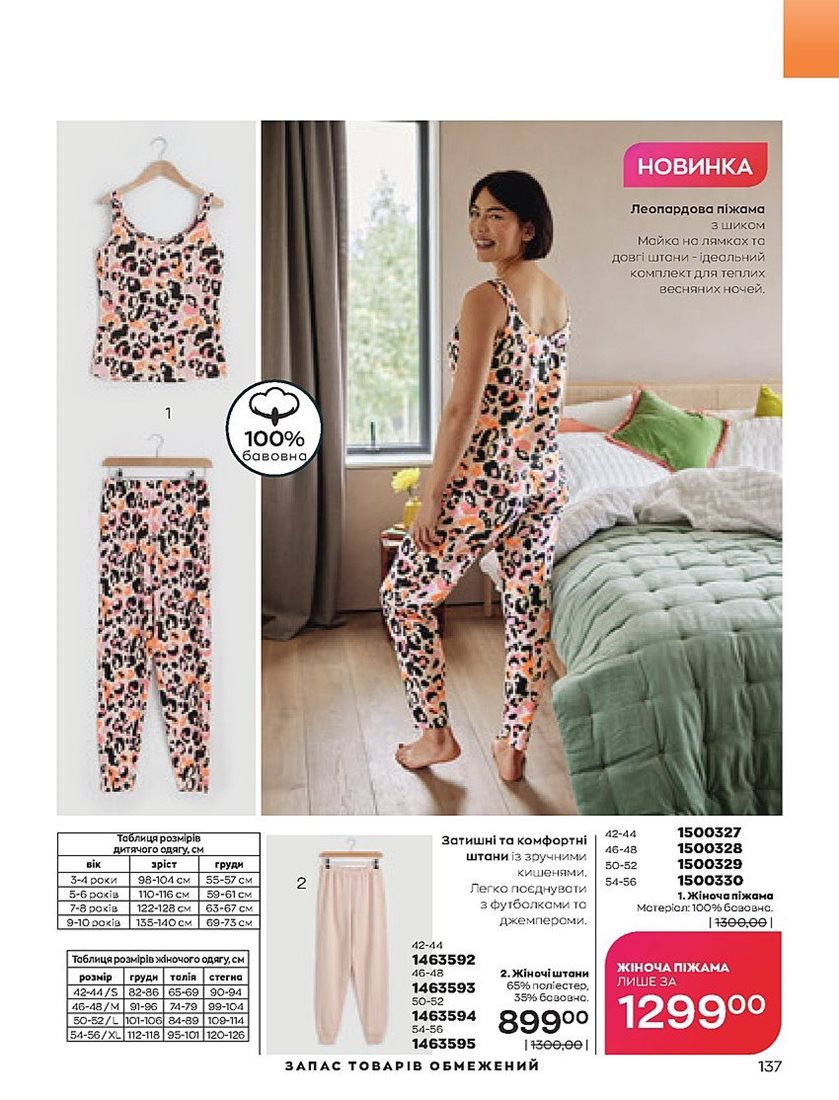 НОВИНКА
Леопардова піжама
з шиком
Майка на лямках та
довгі штани - ідеальний
комплект для теплих
весняних ночей.
1
100%
бавовна
Таблиця розмірів
дитячого одягу, см
вік зріст груди
3-4 роки 98-104 см 55-57 см
5-6 років 110-116 см 59-61 см
7-8 років 122-128 см 63-67 см
9-10 років 135-140 см 69-73 см
Таблиця розмірів жіночого одягу, см
розмір груди талія стегна
42-44/S 82-86 65-69 90-94
46-48/M 91-96 74-79 99-104
50-52/L 101-106 84-89 109-114
54-56/XL 112-118 95-101 120-126
2
Затишні та комфортні
штани із зручними
кишенями.
Легко поєднувати
з футболками та
джемперами.
42-44
1463592
46-48
1463593
50-52
1463594
54-56
1463595
2. Жіночі штани
65% поліестер,
35% бавовна.
89900
|1300,00|
42-44 1500327
46-48 1500328
50-52 1500329
54-56 1500330
1. Жіноча піжама
Матеріал: 100% бавовна.
|1300,00|
ЖІНОЧА ПІЖАМА
ЛИШЕ ЗА
129900
ЗАПАС ТОВАРІВ ОБМЕЖЕНИЙ
137